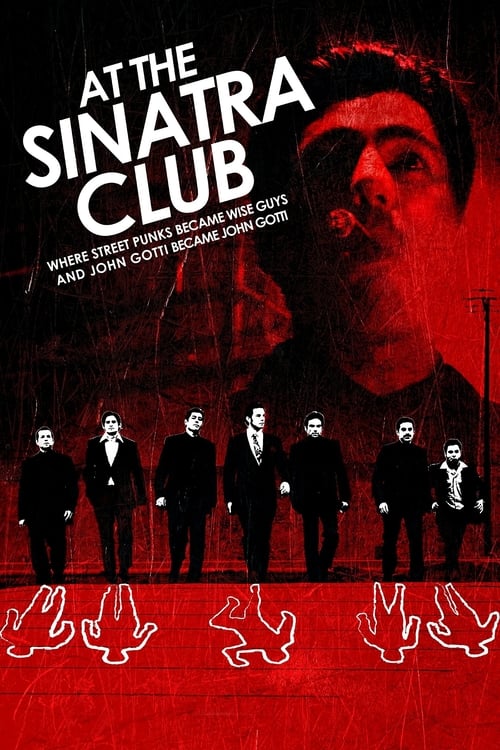 AT THE
SINATRA
CLUB
WHERE STREET PUNKS BECAME WISE GUYS
AND JOHN GOTTI BECAME JOHN GOTTI